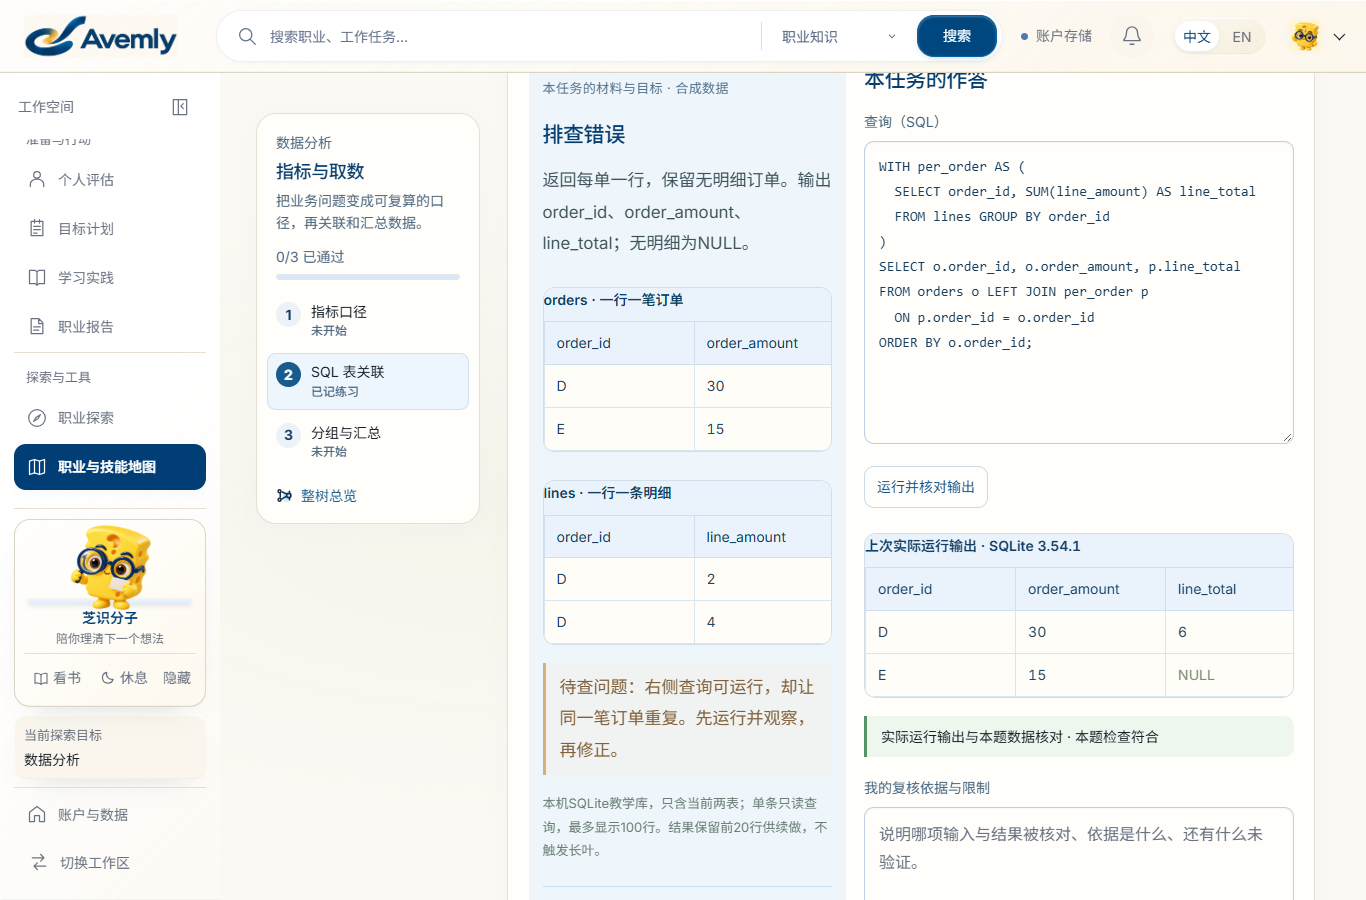 Avemly
搜索职业、工作任务...
职业知识
搜索
账户存储
中文
EN
工作空间
准备与行动
个人评估
目标计划
学习实践
职业报告
探索与工具
职业探索
职业与技能地图
芝识分子
陪你理清下一个想法
看书
休息
隐藏
当前探索目标
数据分析
账户与数据
切换工作区
数据分析
指标与取数
把业务问题变成可复算的口
径，再关联和汇总数据。
0/3 已通过
1 指标口径
未开始
2 SQL 表关联
已记练习
3 分组与汇总
未开始
整树总览
本任务的材料与目标 · 合成数据
排查错误
返回每单一行，保留无明细订单。输出
order_id、order_amount、
line_total；无明细为NULL。
orders · 一行一笔订单
order_id order_amount
D 30
E 15
lines · 一行一条明细
order_id line_amount
D 2
D 4
待查问题：右侧查询可运行，却让
同一笔订单重复。先运行并观察，
再修正。
本机SQLite教学库，只含当前两表；单条只读查
询，最多显示100行。结果保留前20行供续做，不
触发长叶。
本任务的作答
查询（SQL）
WITH per_order AS (
  SELECT order_id, SUM(line_amount) AS line_total
  FROM lines GROUP BY order_id
)
SELECT o.order_id, o.order_amount, p.line_total
FROM orders o LEFT JOIN per_order p
  ON p.order_id = o.order_id
ORDER BY o.order_id;
运行并核对输出
上次实际运行输出 · SQLite 3.54.1
order_id order_amount line_total
D 30 6
E 15 NULL
实际运行输出与本题数据核对 · 本题检查符合
我的复核依据与限制
说明哪项输入与结果被核对、依据是什么、还有什么未
验证。